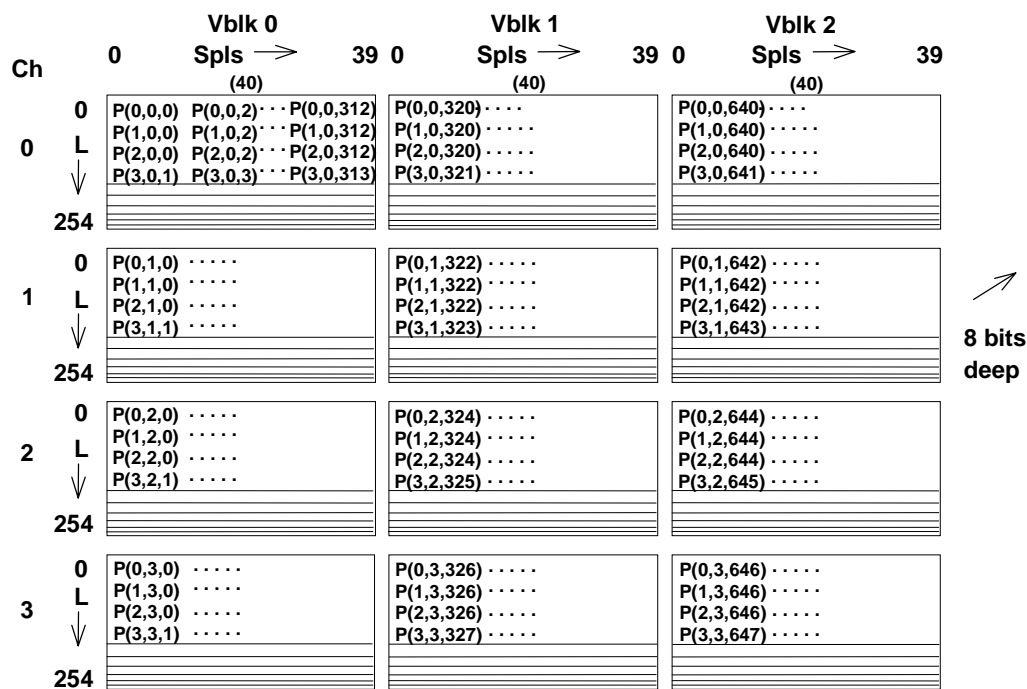 Vblk 0 Vblk 1 Vblk 2
0 Spls 39 0 Spls 39 0 Spls 39
Ch
(40) (40) (40)
0 P(0,0,0) P(0,0,2) · · · P(0,0,312) P(0,0,320) · · · · · P(0,0,640) · · · · ·
0 L P(1,0,0) P(1,0,2) · · · P(1,0,312) P(1,0,320) · · · · · P(1,0,640) · · · · ·
P(2,0,0) P(2,0,2) · · · P(2,0,312) P(2,0,320) · · · · · P(2,0,640) · · · · ·
P(3,0,1) P(3,0,3) · · · P(3,0,313) P(3,0,321) · · · · · P(3,0,641) · · · · ·
254
0 P(0,1,0) · · · · · P(0,1,322) · · · · · P(0,1,642) · · · · ·
1 L P(1,1,0) · · · · · P(1,1,322) · · · · · P(1,1,642) · · · · ·
P(2,1,0) · · · · · P(2,1,322) · · · · · P(2,1,642) · · · · ·
P(3,1,1) · · · · · P(3,1,323) · · · · · P(3,1,643) · · · · ·
8 bits
deep
254
0 P(0,2,0) · · · · · P(0,2,324) · · · · · P(0,2,644) · · · · ·
2 L P(1,2,0) · · · · · P(1,2,324) · · · · · P(1,2,644) · · · · ·
P(2,2,0) · · · · · P(2,2,324) · · · · · P(2,2,644) · · · · ·
P(3,2,1) · · · · · P(3,2,325) · · · · · P(3,2,645) · · · · ·
254
0 P(0,3,0) · · · · · P(0,3,326) · · · · · P(0,3,646) · · · · ·
3 L P(1,3,0) · · · · · P(1,3,326) · · · · · P(1,3,646) · · · · ·
P(2,3,0) · · · · · P(2,3,326) · · · · · P(2,3,646) · · · · ·
P(3,3,1) · · · · · P(3,3,327) · · · · · P(3,3,647) · · · · ·
254